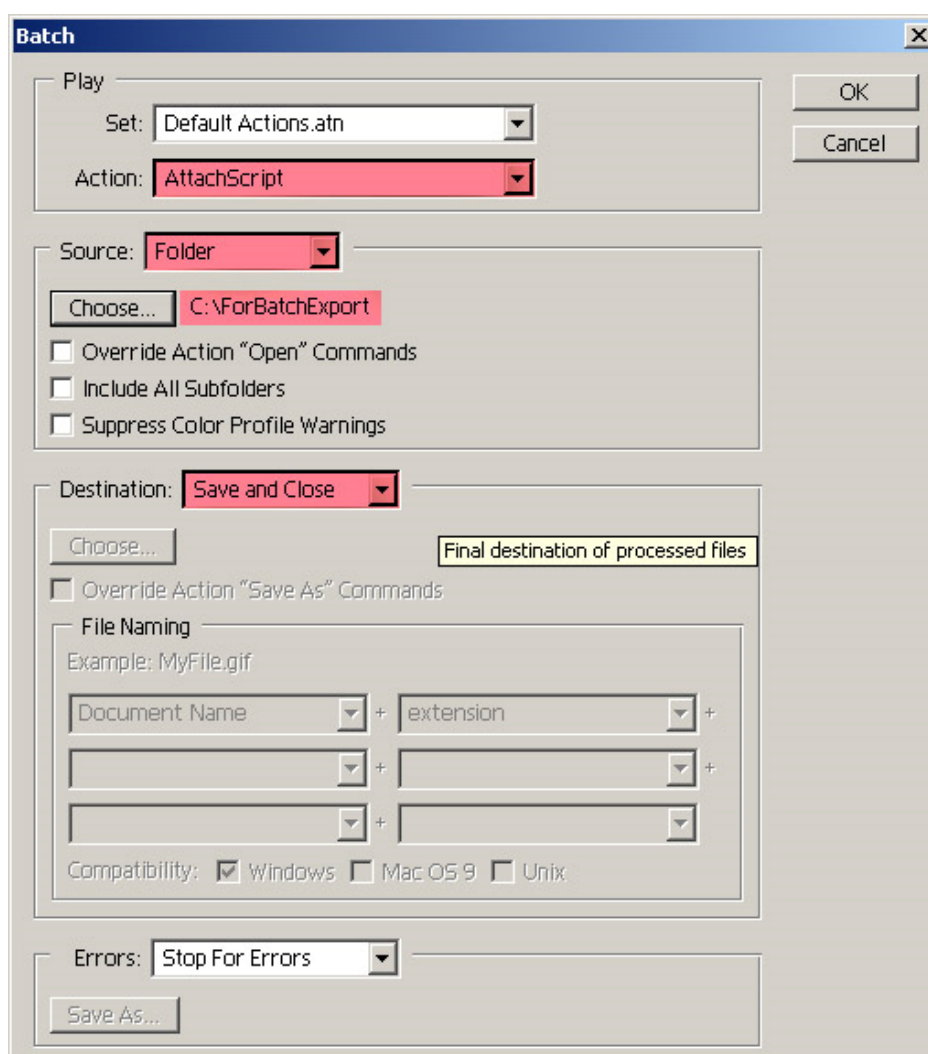 Batch
Play
OK
Set: Default Actions.atn
Cancel
Action: AttachScript
Source: Folder
Choose... C:\ForBatchExport
Override Action “Open” Commands
Include All Subfolders
Suppress Color Profile Warnings
Destination: Save and Close
Choose...
Final destination of processed files
Override Action “Save As” Commands
File Naming
Example: MyFile.gif
Document Name + extension +
+ +
+
Compatibility: Windows Mac OS 9 Unix
Errors: Stop For Errors
Save As...